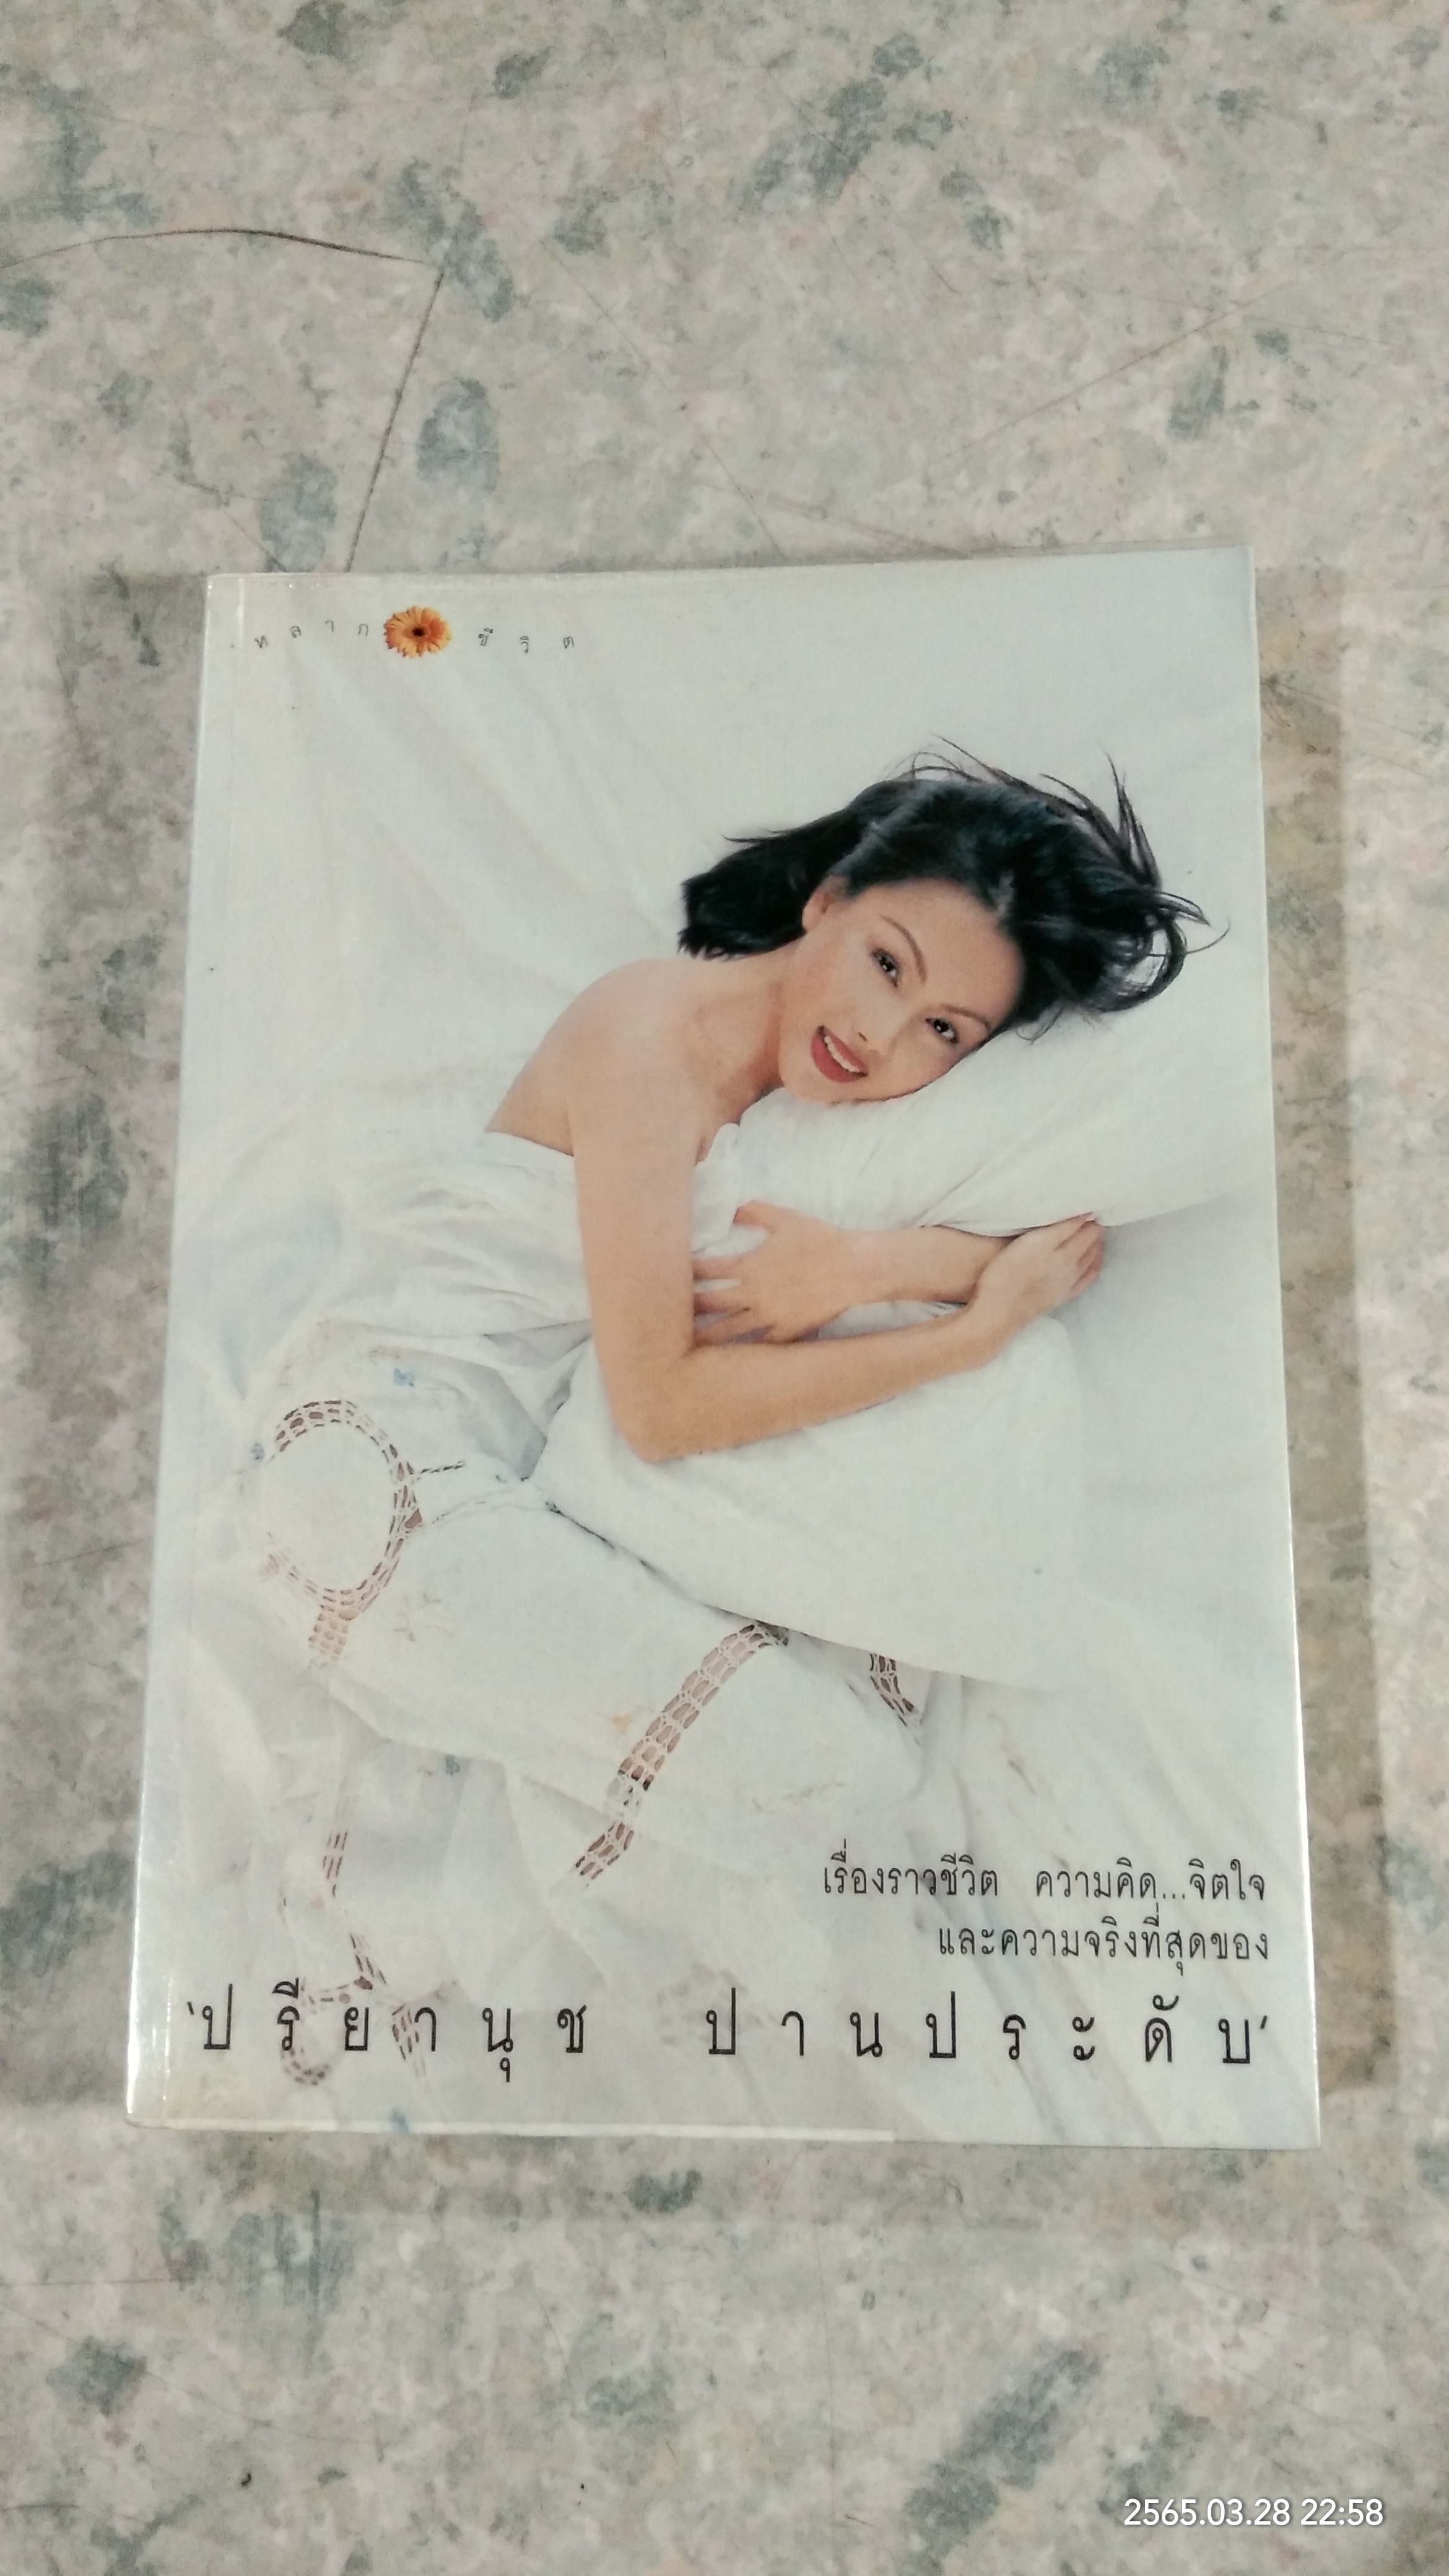 หลาก ชีวิต
เรื่องราวชีวิต ความคิด...จิตใจ
และความจริงที่สุดของ
'ปรียานุช ปานประดับ'
2565.03.28 22:58